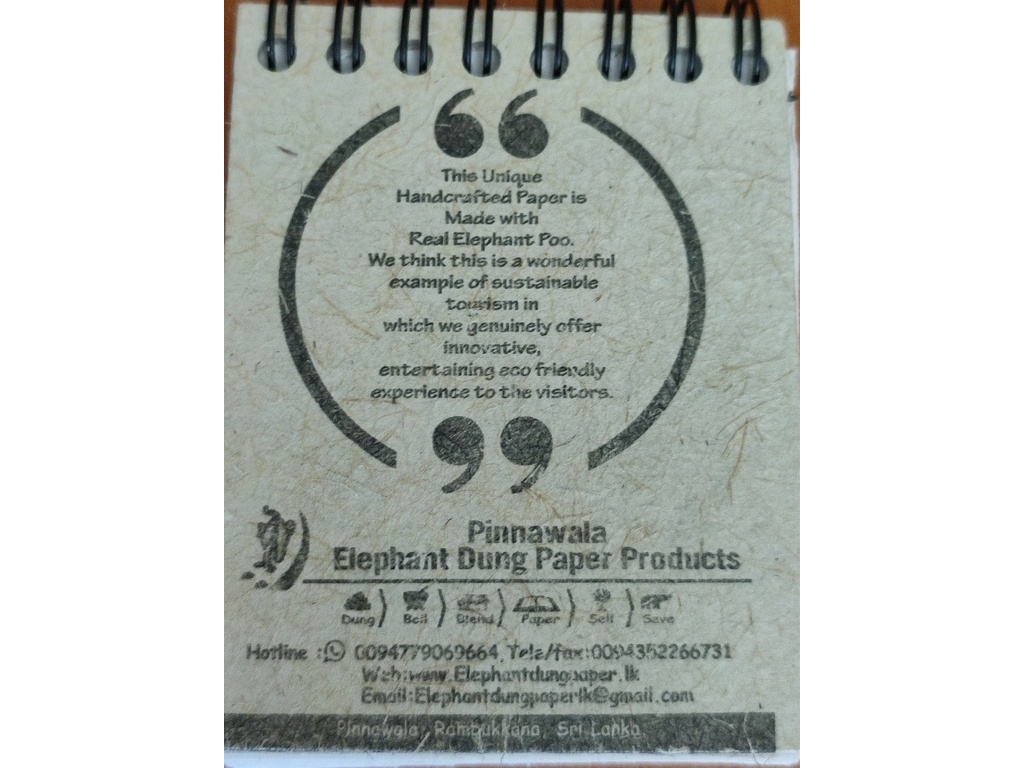 This Unique
Handcrafted Paper is
Made with
Real Elephant Poo.
We think this is a wonderful
example of sustainable
tourism in
which we genuinely offer
innovative,
entertaining eco friendly
experience to the visitors.
Pinnawala
Elephant Dung Paper Products
Dung Boil Blend Paper Sell Save
Hotline : 0094779069664, Tele/fax:0094352266731
Web:www.Elephantdungpaper.lk
Email:Elephantdungpaperlk@gmail.com
Pinnawala, Rambukkana, Sri Lanka.